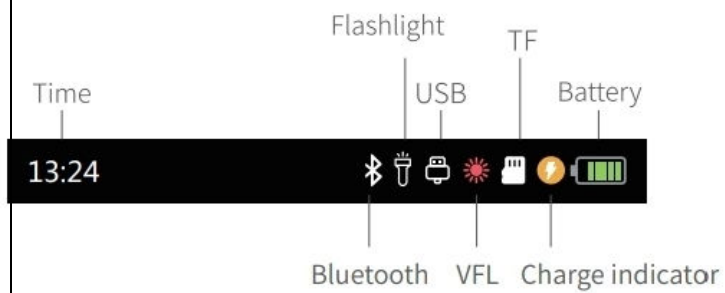 Flashlight
TF
Time
USB
Battery
13:24
Bluetooth
VFL
Charge indicator